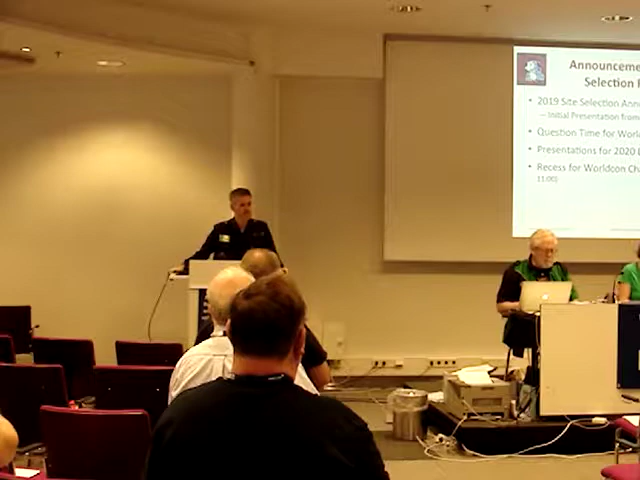 Announceme
Selection
• 2019 Site Selection Ann
– Initial Presentation from
• Question Time for Worl
• Presentations for 2020
• Recess for Worldcon Cha
11:00)